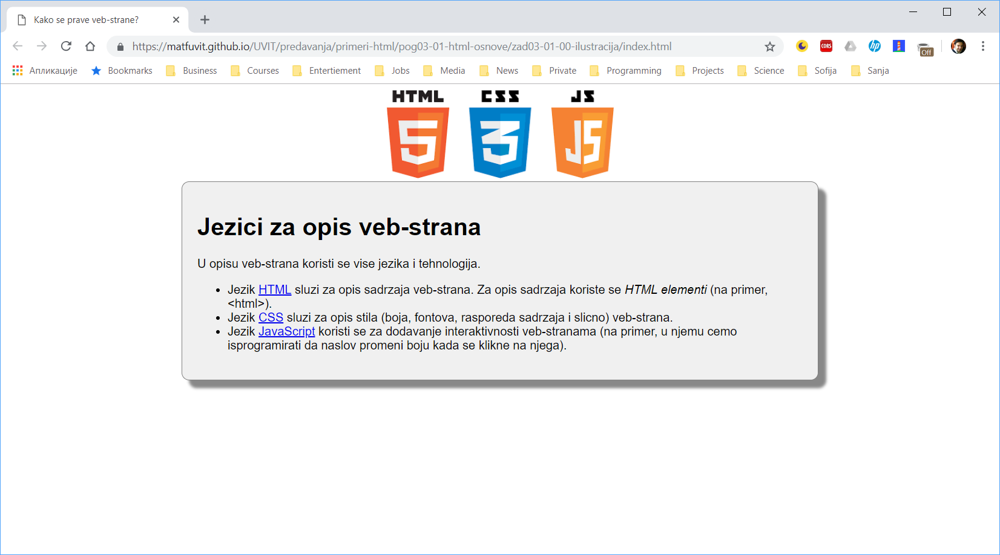 Kako se prave veb-strane?
https://matfuvit.github.io/UVIT/predavanja/primeri-html/pog03-01-html-osnove/zad03-01-00-ilustracija/index.html
CORS
hp
Off
Апликације Bookmarks Business Courses Entertiement Jobs Media News Private Programming Projects Science Sofija Sanja
HTML CSS JS
5 3 JS
Jezici za opis veb-strana
U opisu veb-strana koristi se vise jezika i tehnologija.
• Jezik HTML sluzi za opis sadrzaja veb-strana. Za opis sadrzaja koriste se HTML elementi (na primer,
<html>).
• Jezik CSS sluzi za opis stila (boja, fontova, rasporeda sadrzaja i slicno) veb-strana.
• Jezik JavaScript koristi se za dodavanje interaktivnosti veb-stranama (na primer, u njemu cemo
isprogramirati da naslov promeni boju kada se klikne na njega).